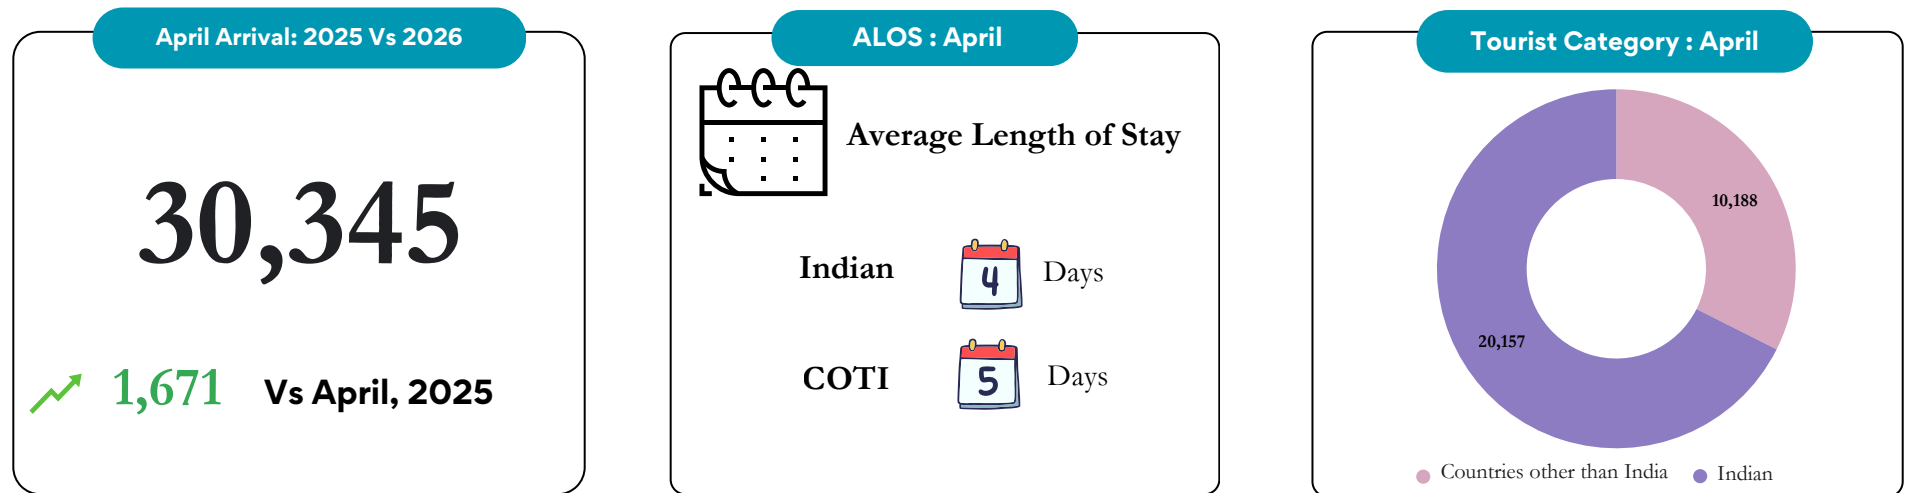 April Arrival: 2025 Vs 2026
30,345
1,671 Vs April, 2025
ALOS : April
Average Length of Stay
Indian 4 Days
COTI 5 Days
Tourist Category : April
10,188
20,157
Countries other than India Indian